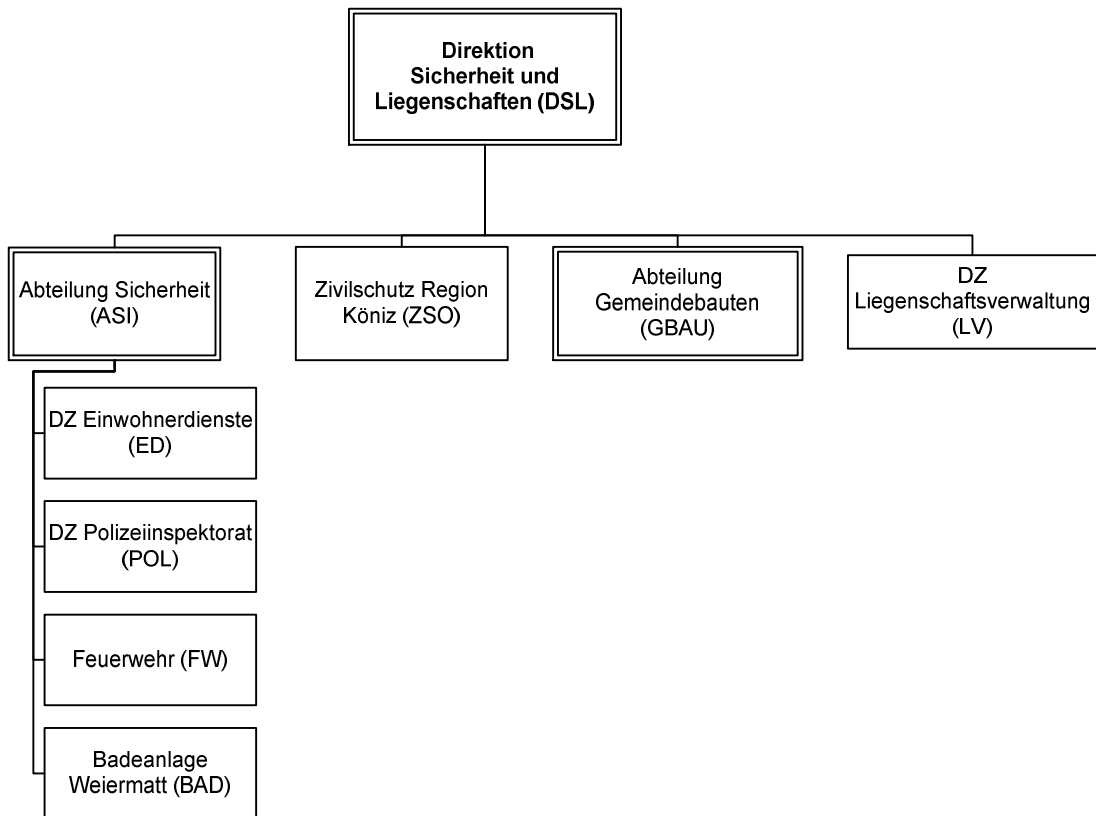 Direktion
Sicherheit und
Liegenschaften (DSL)
Abteilung Sicherheit
(ASI)
Zivilschutz Region
Köniz (ZSO)
Abteilung
Gemeindebauten
(GBAU)
DZ
Liegenschaftsverwaltung
(LV)
DZ Einwohnerdienste
(ED)
DZ Polizeiinspektorat
(POL)
Feuerwehr (FW)
Badeanlage
Weiermatt (BAD)